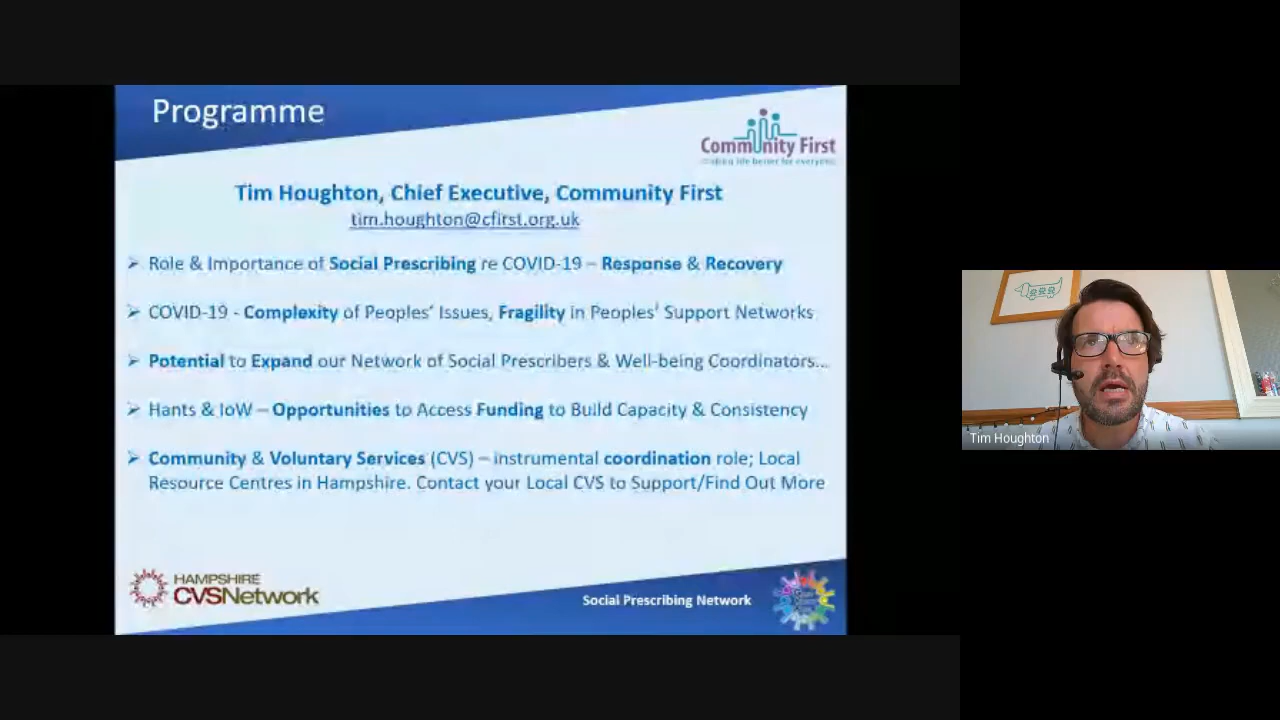 Programme
Community First
making life better for everyone
Tim Houghton, Chief Executive, Community First
tim.houghton@cfirst.org.uk
➢ Role & Importance of Social Prescribing re COVID-19 – Response & Recovery
➢ COVID-19 - Complexity of Peoples' Issues, Fragility in Peoples' Support Networks
➢ Potential to Expand our Network of Social Prescribers & Well-being Coordinators...
➢ Hants & IoW – Opportunities to Access Funding to Build Capacity & Consistency
➢ Community & Voluntary Services (CVS) – instrumental coordination role; Local
Resource Centres in Hampshire. Contact your Local CVS to Support/Find Out More
HAMPSHIRE
CVSNetwork
Social Prescribing Network
Tim Houghton